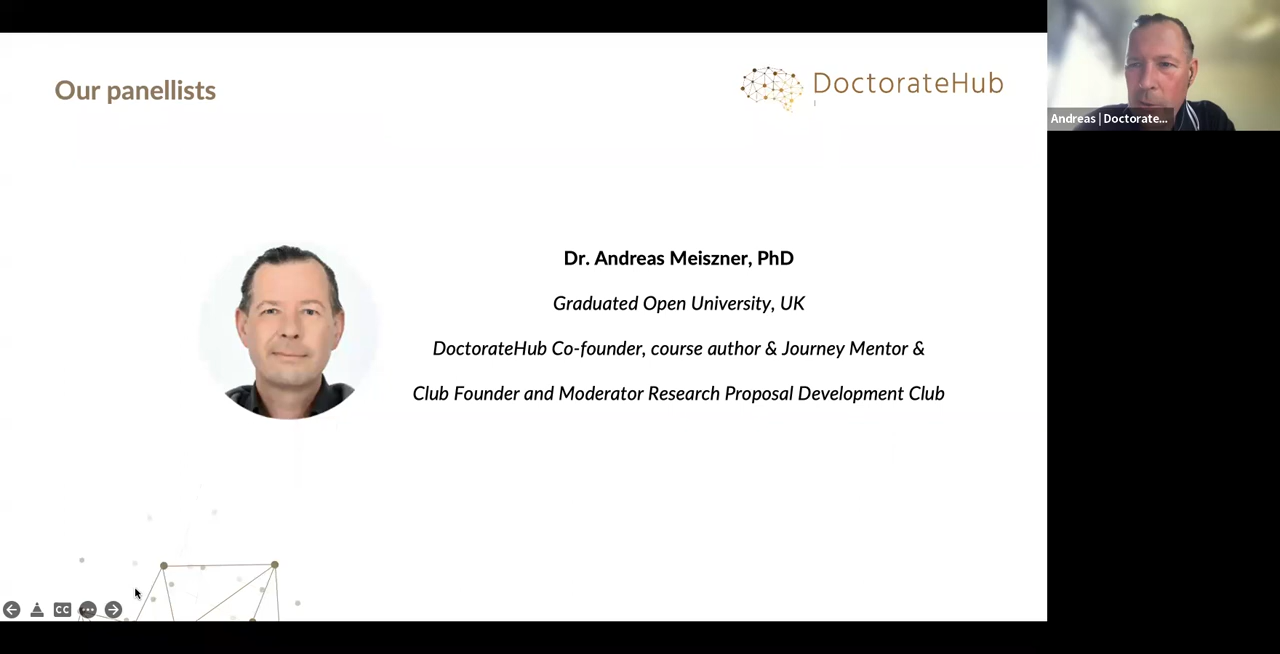 Our panellists
DoctorateHub
Andreas | Doctorate...
Dr. Andreas Meiszner, PhD
Graduated Open University, UK
DoctorateHub Co-founder, course author & Journey Mentor &
Club Founder and Moderator Research Proposal Development Club
CC